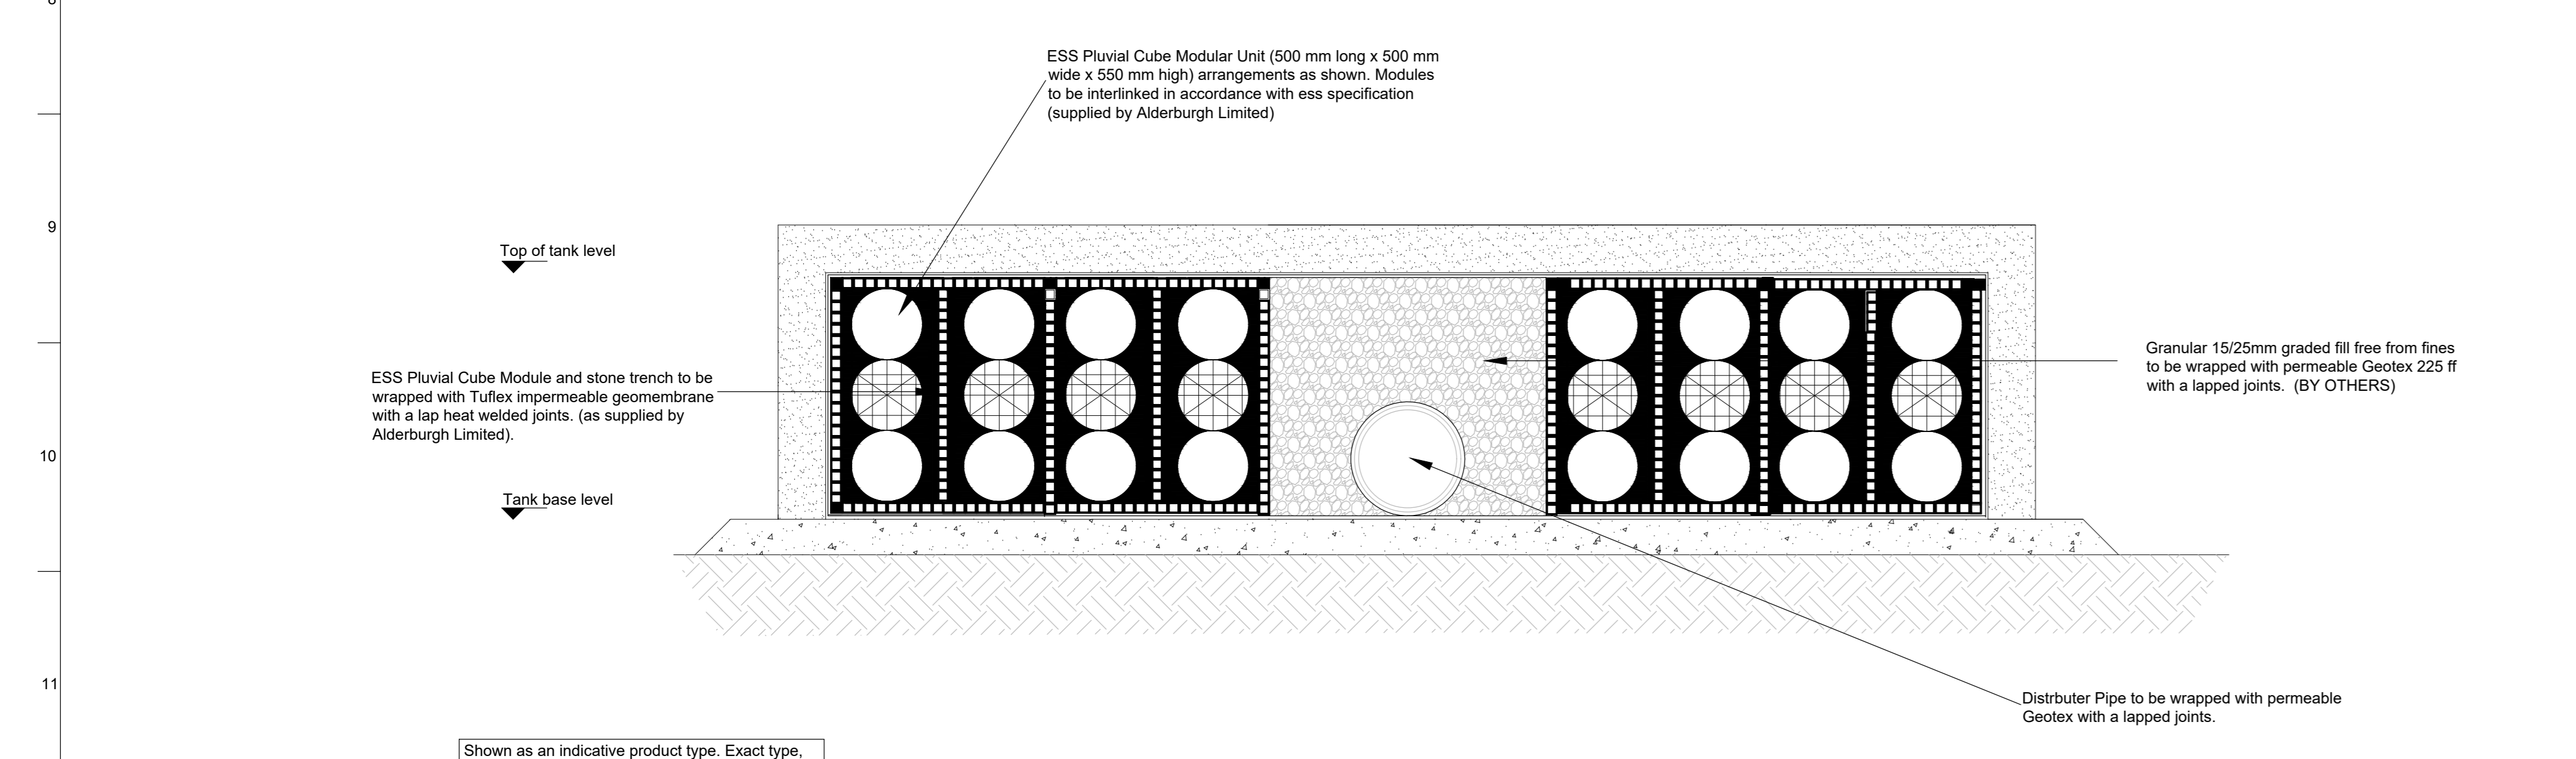 ESS Pluvial Cube Modular Unit (500 mm long x 500 mm
wide x 550 mm high) arrangements as shown. Modules
to be interlinked in accordance with ess specification
(supplied by Alderburgh Limited)
9
Top of tank level
Granular 15/25mm graded fill free from fines
to be wrapped with permeable Geotex 225 ff
with a lapped joints.  (BY OTHERS)
ESS Pluvial Cube Module and stone trench to be
wrapped with Tuflex impermeable geomembrane
with a lap heat welded joints. (as supplied by
Alderburgh Limited).
10
Tank base level
11
Distrbuter Pipe to be wrapped with permeable
Geotex with a lapped joints.
Shown as an indicative product type. Exact type,